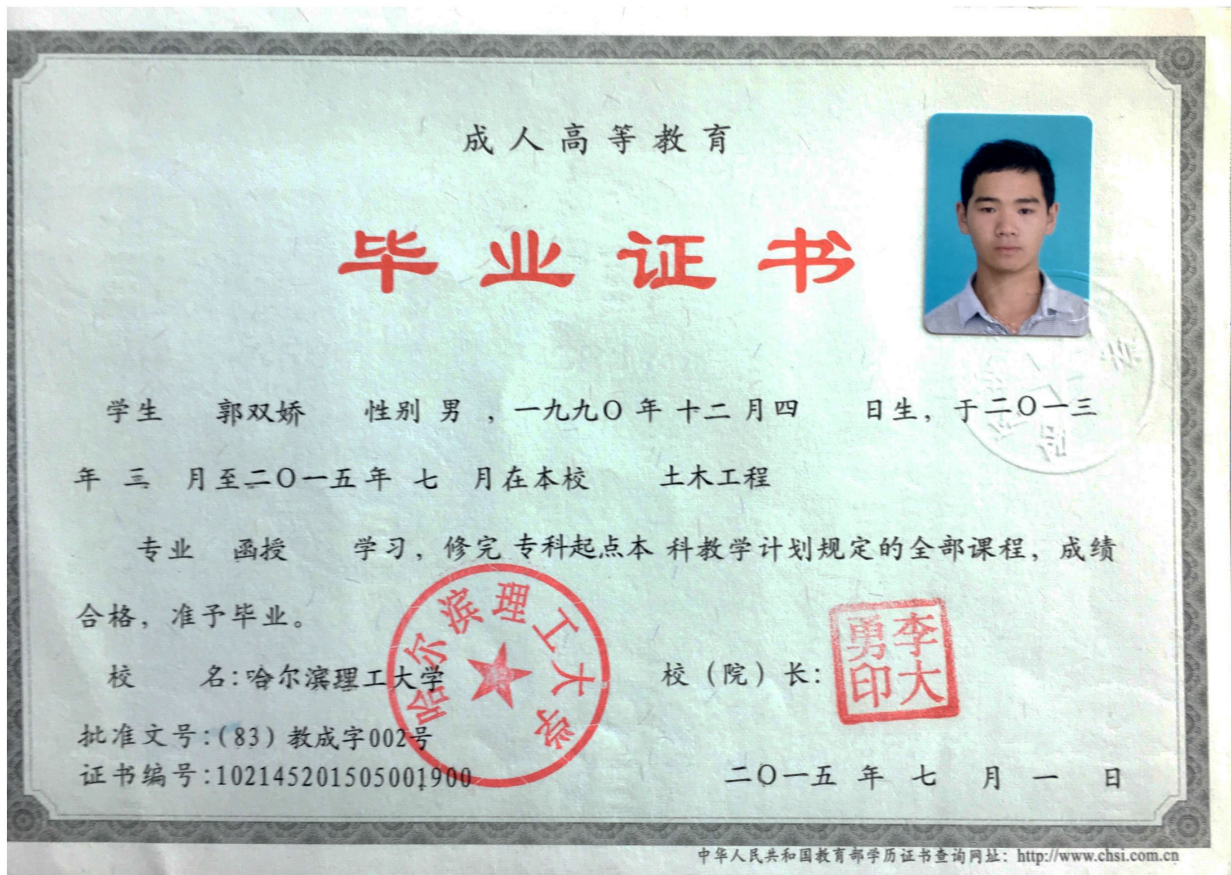 成人高等教育
毕业证书
学生 郭双娇 性别 男 ，一九九〇 年 十二 月四 日生，于二〇一三
年 三 月至二〇一五年 七 月在本校 土木工程
专业 函授 学习，修完 专科起点本 科教学计划规定的全部课程，成绩
合格，准予毕业。
校 名：哈尔滨理工大学
哈尔滨理工大学
校（院）长：
李大勇印
批准文号：(83) 教成字002号
证书编号：102145201505001900
二〇一五 年 七 月 一 日
中华人民共和国教育部学历证书查询网址：http://www.chsi.com.cn